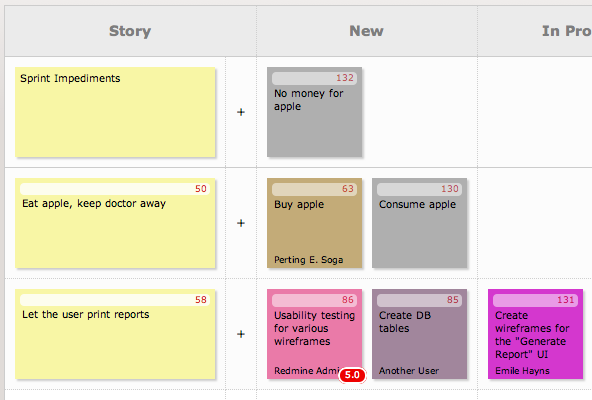 Story
New
In Pro
Sprint Impediments
+
132
No money for
apple
50
Eat apple, keep doctor away
+
63
Buy apple
Perting E. Soga
130
Consume apple
58
Let the user print reports
+
86
Usability testing
for various
wireframes
Redmine Admi
5.0
85
Create DB
tables
Another User
131
Create
wireframes for
the "Generate
Report" UI
Emile Hayns